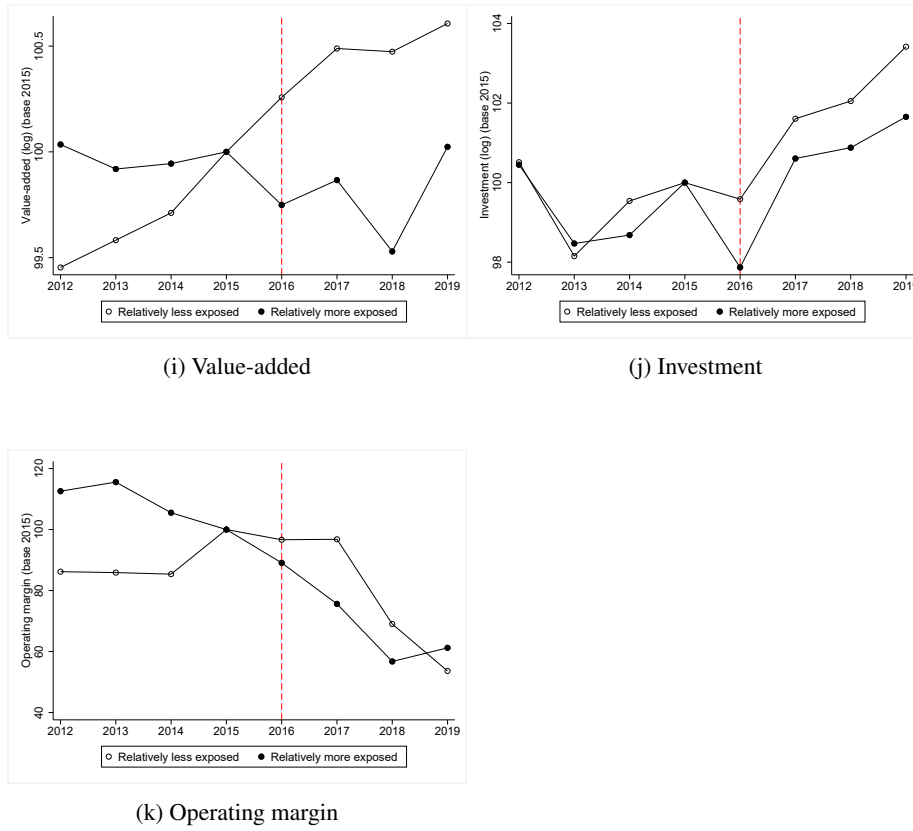 Value-added (log) (base 2015)
100.5
100
99.5
2012 2013 2014 2015 2016 2017 2018 2019
Relatively less exposed Relatively more exposed
(i) Value-added
Investment (log) (base 2015)
104
102
100
98
2012 2013 2014 2015 2016 2017 2018 2019
Relatively less exposed Relatively more exposed
(j) Investment
Operating margin (base 2015)
120
100
80
60
40
2012 2013 2014 2015 2016 2017 2018 2019
Relatively less exposed Relatively more exposed
(k) Operating margin